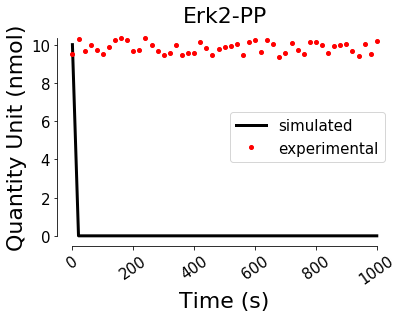 Erk2-PP
Quantity Unit (nmol)
10
8
6
4
2
0
simulated
experimental
0
200
400
600
800
1000
Time (s)